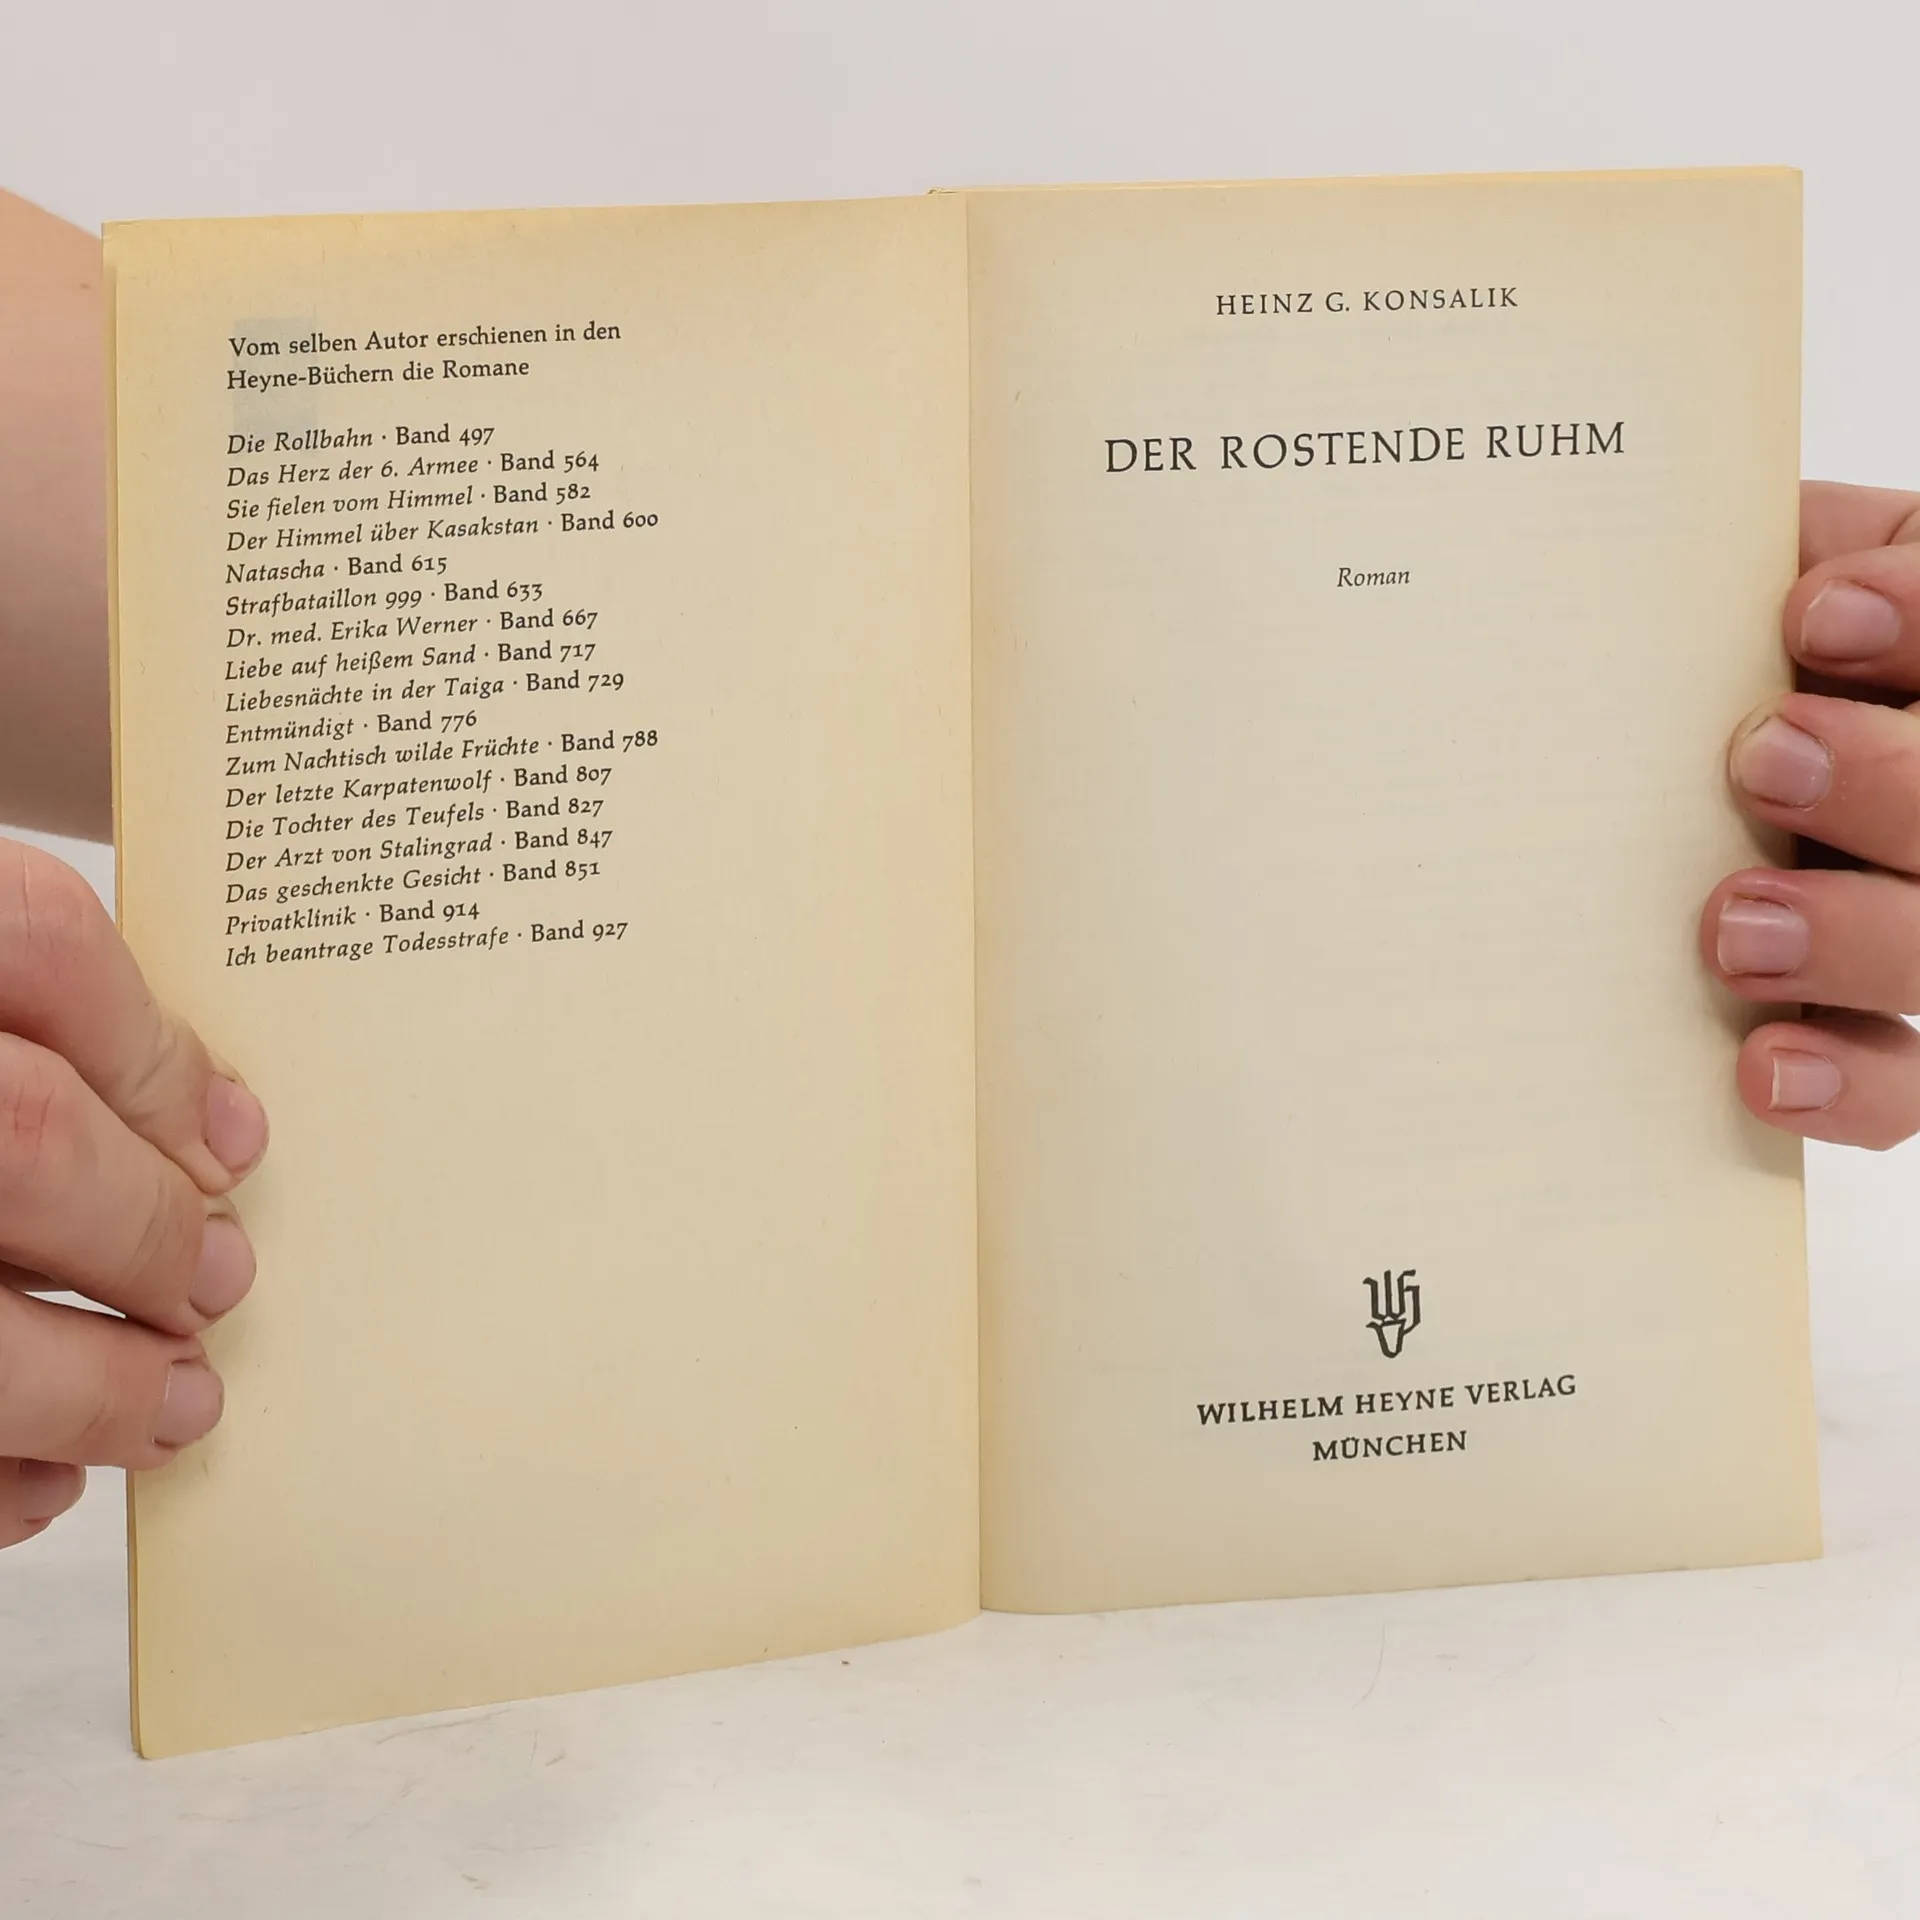 Vom selben Autor erschienen in den
Heyne-Büchern die Romane
Die Rollbahn · Band 497
Das Herz der 6. Armee · Band 564
Sie fielen vom Himmel · Band 582
Der Himmel über Kasakstan · Band 600
Natascha · Band 615
Strafbataillon 999 · Band 633
Dr. med. Erika Werner · Band 667
Liebe auf heißem Sand · Band 717
Liebesnächte in der Taiga · Band 729
Entmündigt · Band 776
Zum Nachtisch wilde Früchte · Band 788
Der letzte Karpatenwolf · Band 807
Die Tochter des Teufels · Band 827
Der Arzt von Stalingrad · Band 847
Das geschenkte Gesicht · Band 851
Privatklinik · Band 914
Ich beantrage Todesstrafe · Band 927
HEINZ G. KONSALIK
DER ROSTENDE RUHM
Roman
WILHELM HEYNE VERLAG
MÜNCHEN